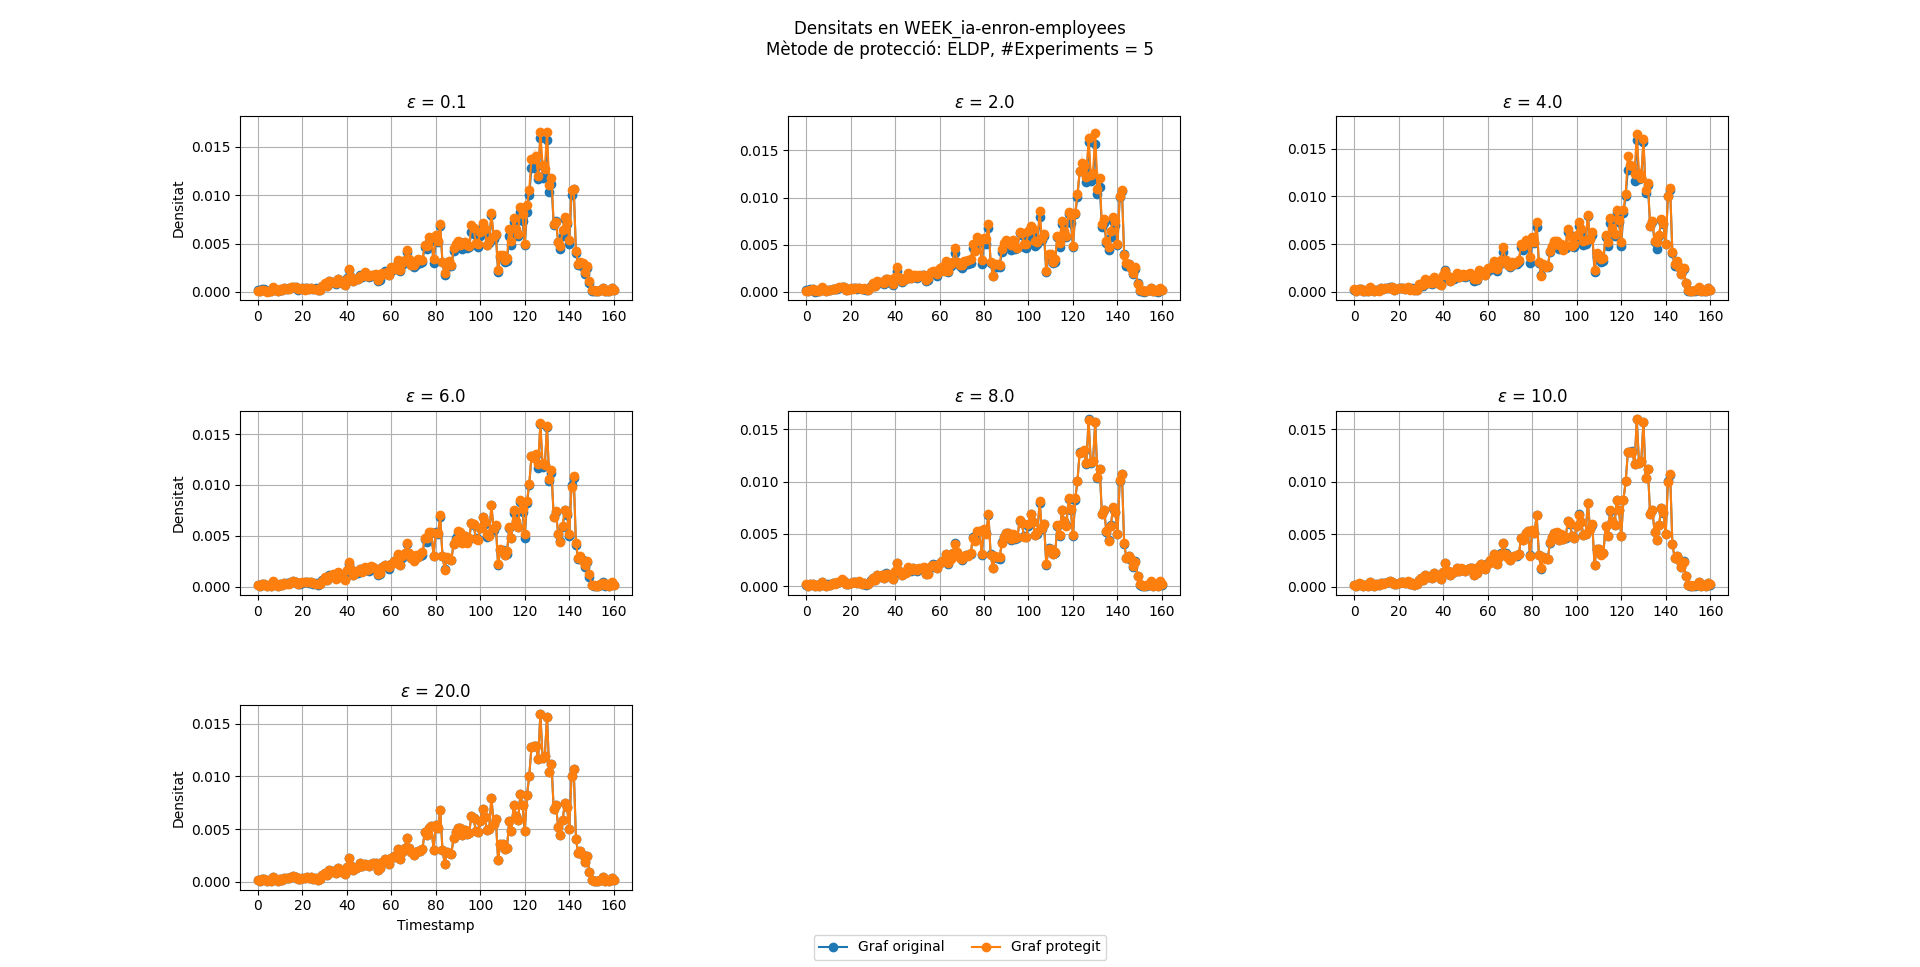 Densitats en WEEK_ia-enron-employees
Mètode de protecció: ELDP, #Experiments = 5
ε = 0.1
ε = 2.0
ε = 4.0
Densitat
0.015
0.010
0.005
0.000
0 20 40 60 80 100 120 140 160
0.015
0.010
0.005
0.000
0 20 40 60 80 100 120 140 160
0.015
0.010
0.005
0.000
0 20 40 60 80 100 120 140 160
ε = 6.0
ε = 8.0
ε = 10.0
Densitat
0.015
0.010
0.005
0.000
0 20 40 60 80 100 120 140 160
0.015
0.010
0.005
0.000
0 20 40 60 80 100 120 140 160
0.015
0.010
0.005
0.000
0 20 40 60 80 100 120 140 160
ε = 20.0
Densitat
0.015
0.010
0.005
0.000
0 20 40 60 80 100 120 140 160
Timestamp
Graf original
Graf protegit